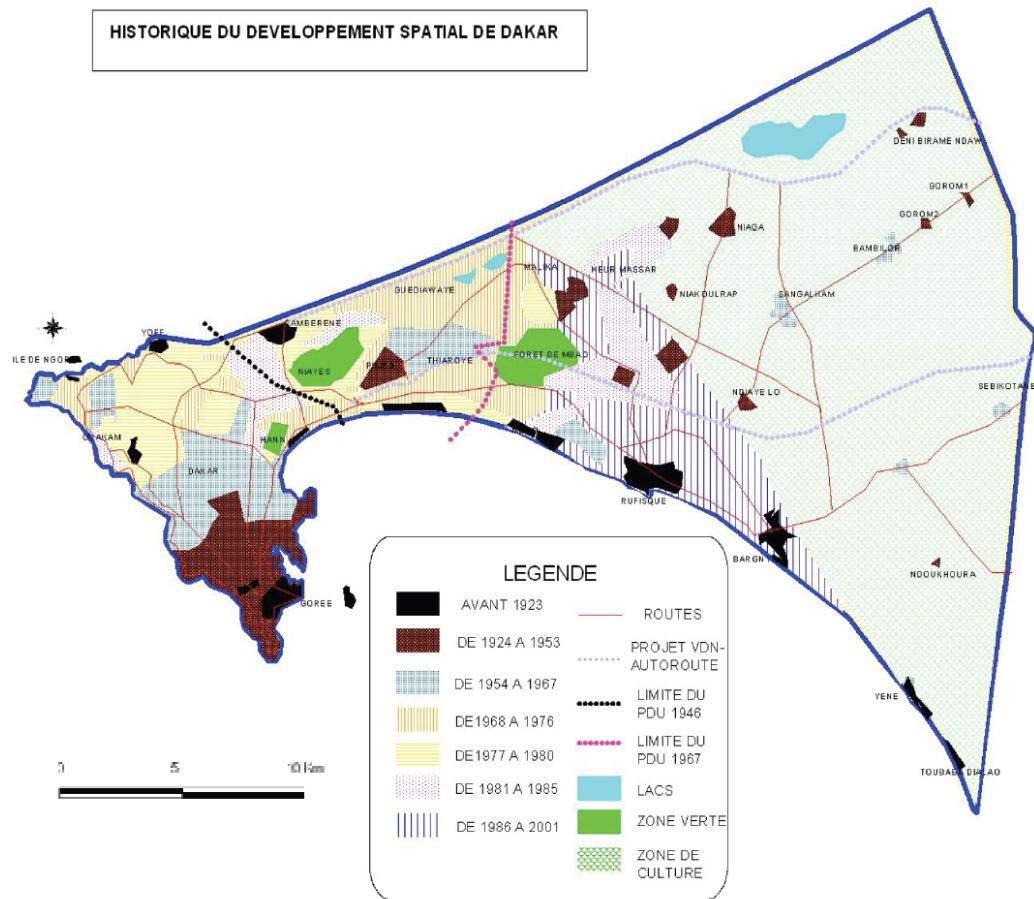 HISTORIQUE DU DEVELOPPEMENT SPATIAL DE DAKAR
DENI BIRAME NDAW
GOROM1
GOROM2
BAMBILOR
NIAGA
KEUR MASSAR
MALIKA
NIAKOULRAP
SANGALKAM
GUEDIAWAYE
CAMBERENE
YOFF
ILE DE NGOR
THIAROYE
FORET DE MBAO
NIAYES
SEBIKOTANE
NDIAYE LO
HANN
OUAKAM
DAKAR
RUFISQUE
BARGNY
NDOUKHOURA
GOREE
YENE
TOUBAB DIALAO
0 5 10 Km
LEGENDE
AVANT 1923
DE 1924 A 1953
DE 1954 A 1967
DE1968 A 1976
DE1977 A 1980
DE 1981 A 1985
DE 1986 A 2001
ROUTES
PROJET VDN-
AUTOROUTE
LIMITE DU
PDU 1946
LIMITE DU
PDU 1967
LACS
ZONE VERTE
ZONE DE
CULTURE